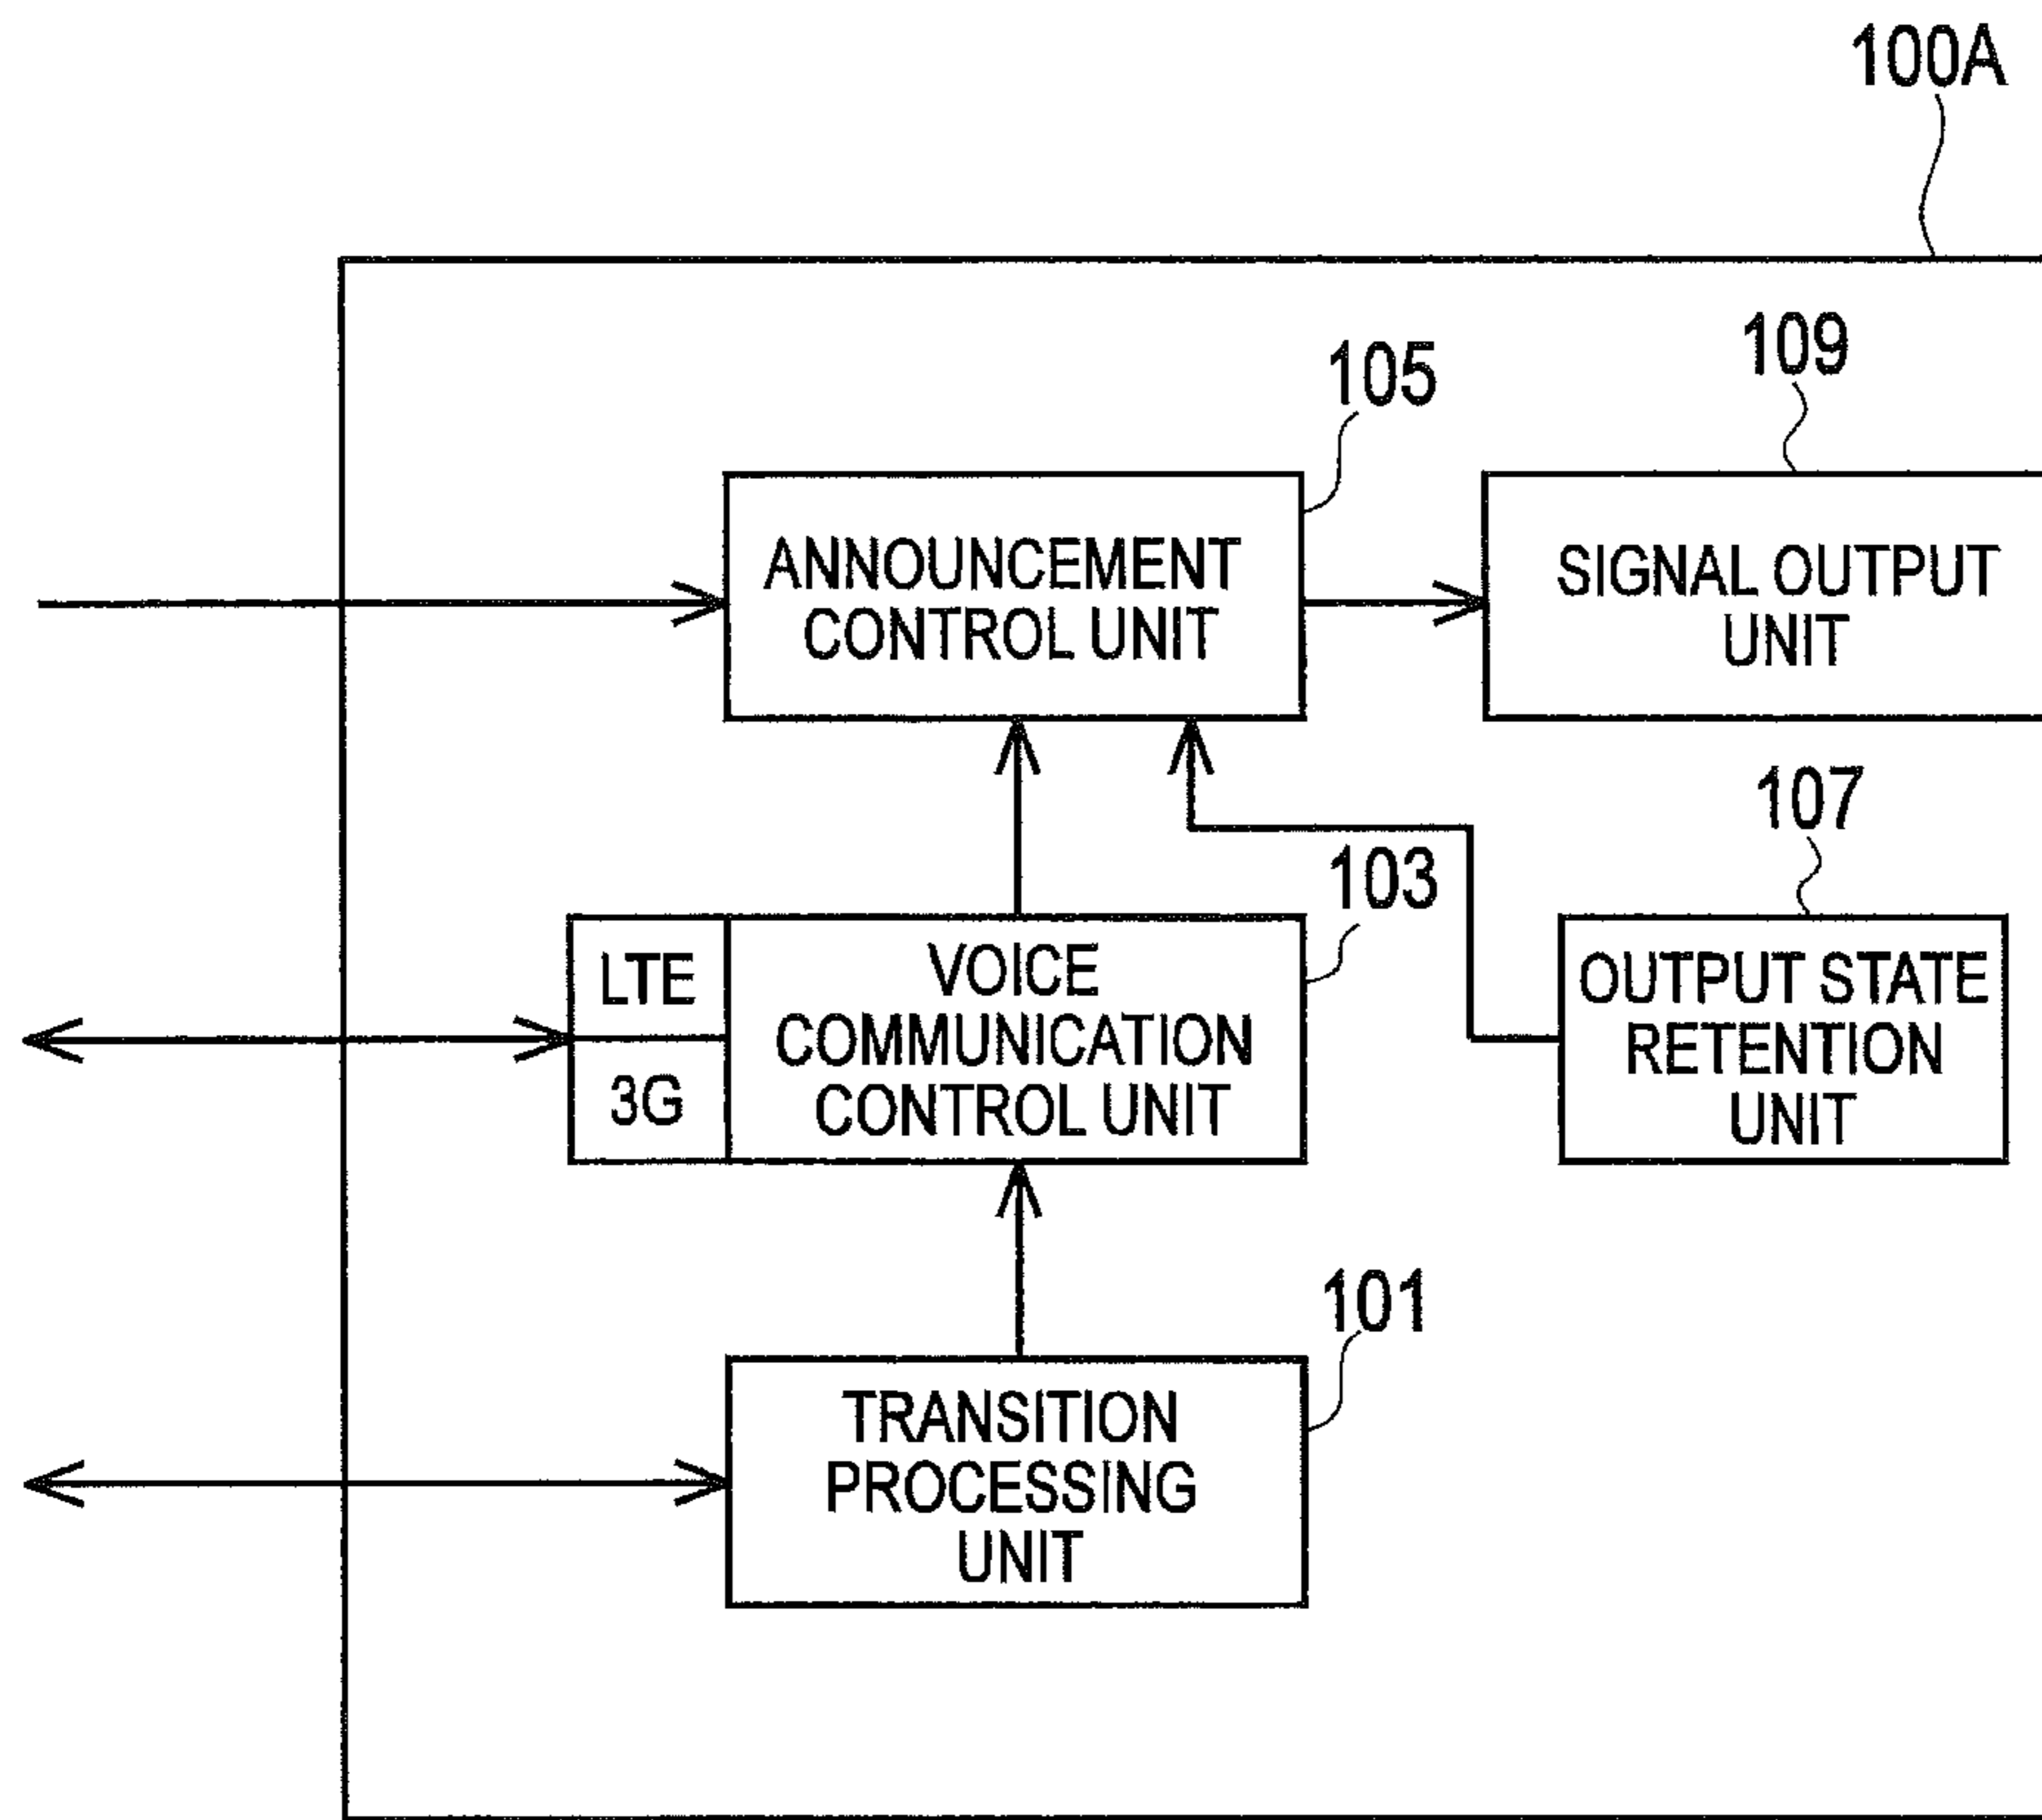 100A
105
109
ANNOUNCEMENT
CONTROL UNIT
SIGNAL OUTPUT
UNIT
107
103
LTE
3G
VOICE
COMMUNICATION
CONTROL UNIT
OUTPUT STATE
RETENTION
UNIT
101
TRANSITION
PROCESSING
UNIT